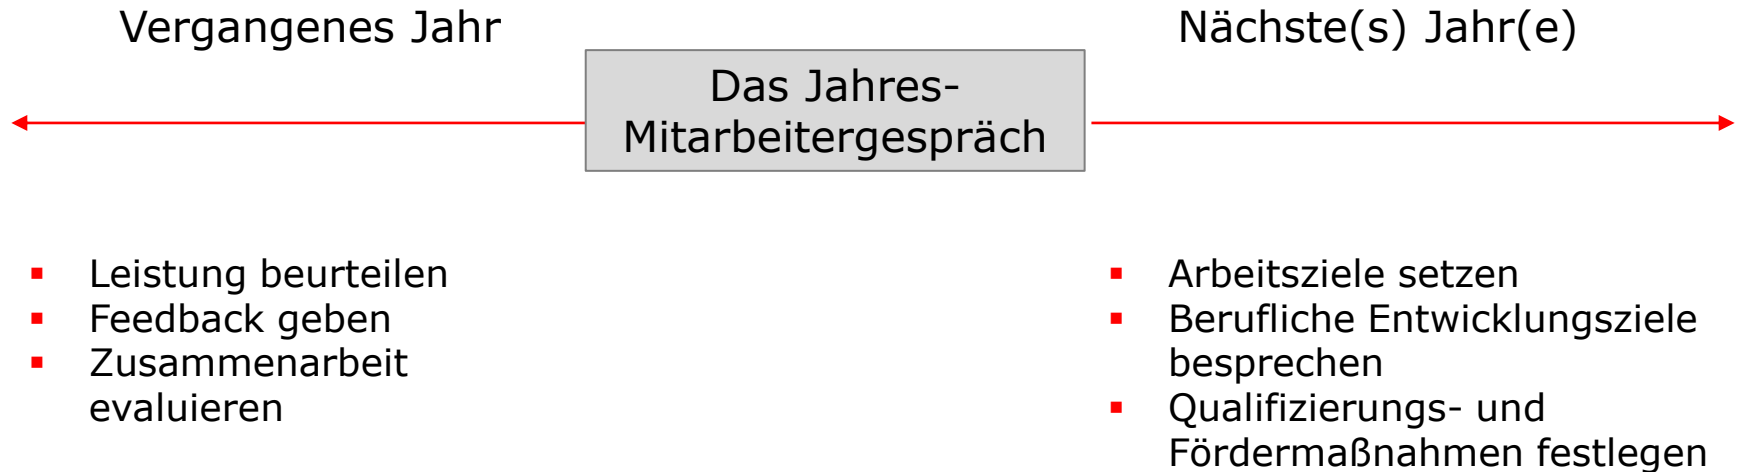 Vergangenes Jahr
Nächste(s) Jahr(e)
Das Jahres-
Mitarbeitergespräch
▪ Leistung beurteilen
▪ Feedback geben
▪ Zusammenarbeit
evaluieren
▪ Arbeitsziele setzen
▪ Berufliche Entwicklungsziele
besprechen
▪ Qualifizierungs- und
Fördermaßnahmen festlegen